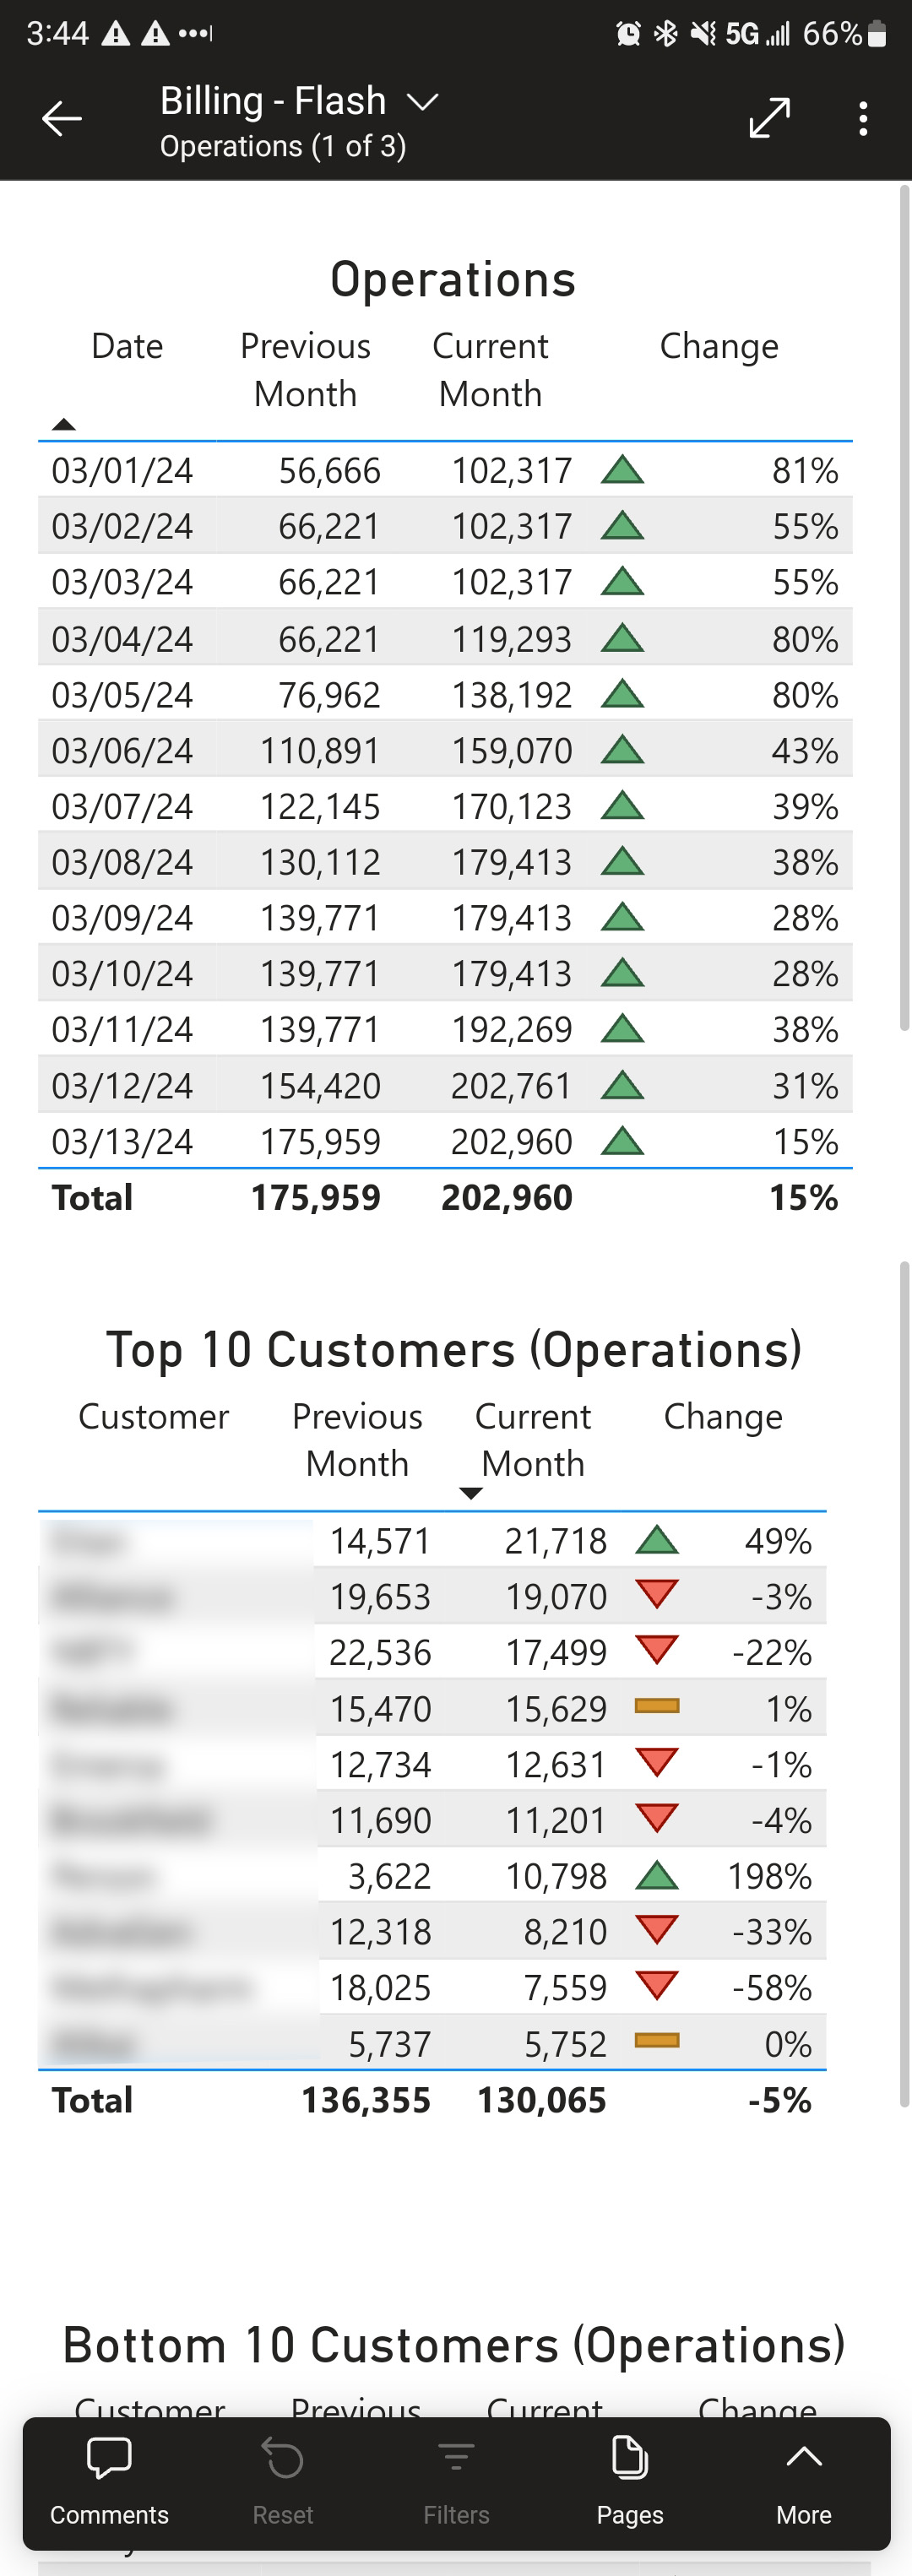 3:44 5G 66%
Billing - Flash
Operations (1 of 3)
Operations
Date Previous Month Current Month Change
03/01/24 56,666 102,317 81%
03/02/24 66,221 102,317 55%
03/03/24 66,221 102,317 55%
03/04/24 66,221 119,293 80%
03/05/24 76,962 138,192 80%
03/06/24 110,891 159,070 43%
03/07/24 122,145 170,123 39%
03/08/24 130,112 179,413 38%
03/09/24 139,771 179,413 28%
03/10/24 139,771 179,413 28%
03/11/24 139,771 192,269 38%
03/12/24 154,420 202,761 31%
03/13/24 175,959 202,960 15%
Total 175,959 202,960 15%
Top 10 Customers (Operations)
Customer Previous Month Current Month Change
14,571 21,718 49%
19,653 19,070 -3%
22,536 17,499 -22%
15,470 15,629 1%
12,734 12,631 -1%
11,690 11,201 -4%
3,622 10,798 198%
12,318 8,210 -33%
18,025 7,559 -58%
5,737 5,752 0%
Total 136,355 130,065 -5%
Bottom 10 Customers (Operations)
Customer Previous Current Change
Comments Reset Filters Pages More